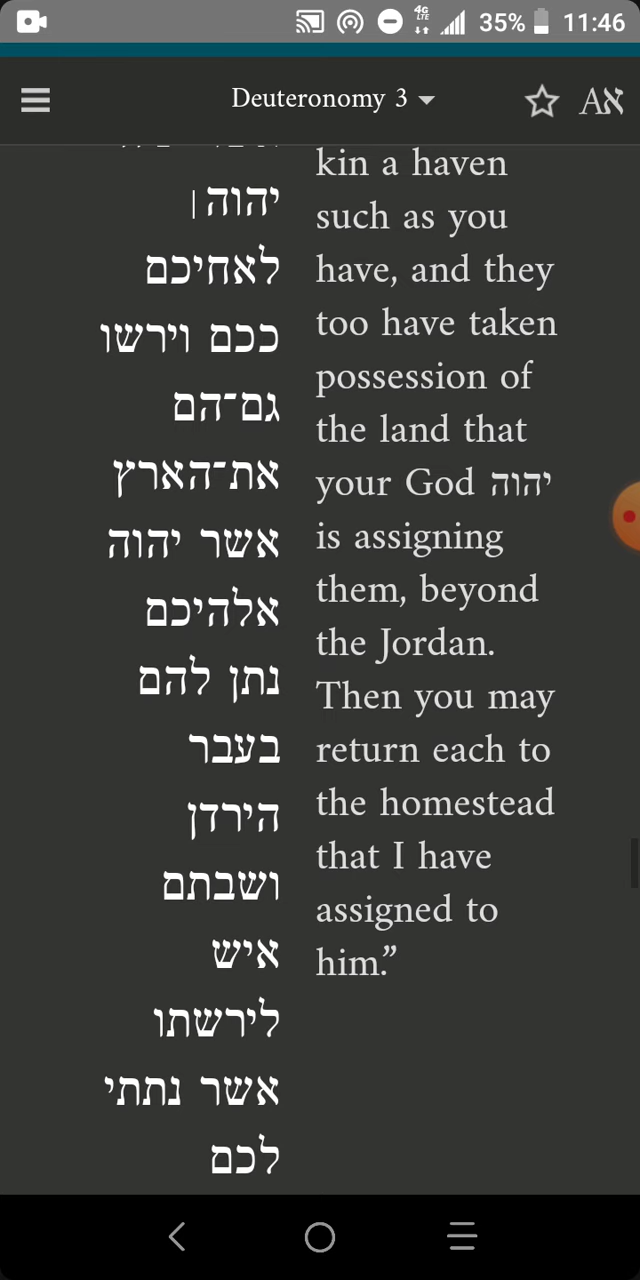 4G
LTE
35%
11:46
Deuteronomy 3
Aא
יהוה ׀
לאחיכם
ככם וירשו
גם־הם
את־הארץ
אשר יהוה
אלהיכם
נתן להם
בעבר
הירדן
ושבתם
איש
לירשתו
אשר נתתי
לכם
kin a haven
such as you
have, and they
too have taken
possession of
the land that
your God יהוה
is assigning
them, beyond
the Jordan.
Then you may
return each to
the homestead
that I have
assigned to
him.”